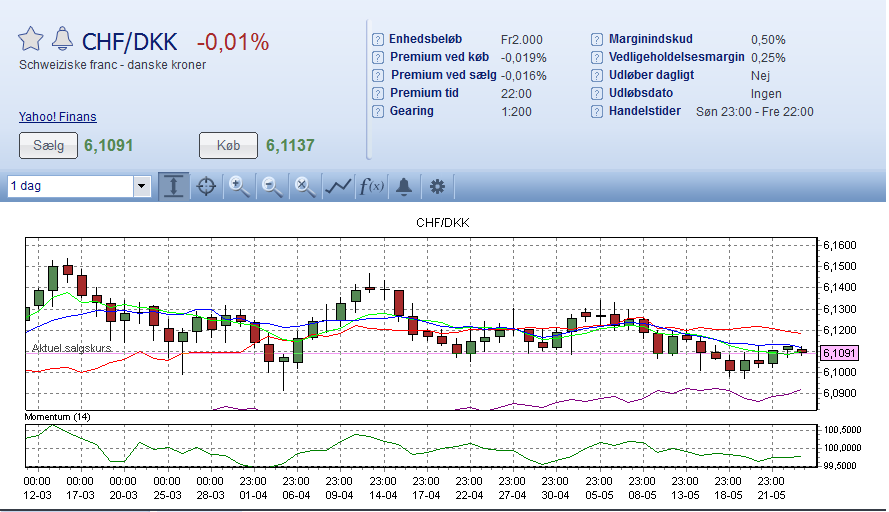 CHF/DKK -0,01%
Schweiziske franc - danske kroner
Yahoo! Finans
Sælg 6,1091 Køb 6,1137
? Enhedsbeløb Fr2.000
? Premium ved køb -0,019%
? Premium ved sælg -0,016%
? Premium tid 22:00
? Gearing 1:200
? Marginindskud 0,50%
? Vedligeholdelsesmargin 0,25%
? Udløber dagligt Nej
? Udløbsdato Ingen
? Handelstider Søn 23:00 - Fre 22:00
1 dag
f(x)
CHF/DKK
6,1600
6,1500
6,1400
6,1300
6,1200
Aktuel salgskurs
6,1091
6,1000
6,0900
Momentum (14)
100,5000
100,0000
99,5000
00:00 00:00 00:00 00:00 00:00 23:00 23:00 23:00 23:00 23:00 23:00 23:00 23:00 23:00 23:00 23:00 23:00 23:00
12-03 17-03 20-03 25-03 28-03 01-04 06-04 09-04 14-04 17-04 22-04 27-04 30-04 05-05 08-05 13-05 18-05 21-05